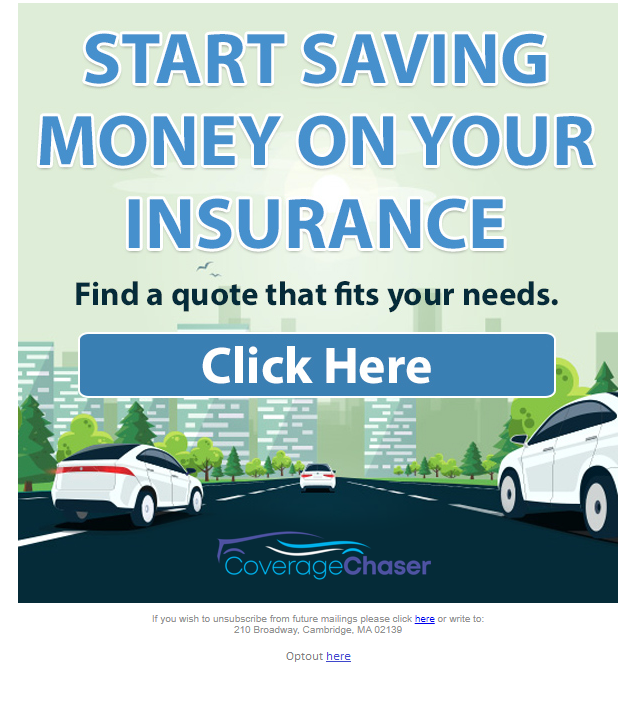 START SAVING
MONEY ON YOUR
INSURANCE
Find a quote that fits your needs.
Click Here
CoverageChaser
If you wish to unsubscribe from future mailings please click here or write to:
210 Broadway, Cambridge, MA 02139
Optout here